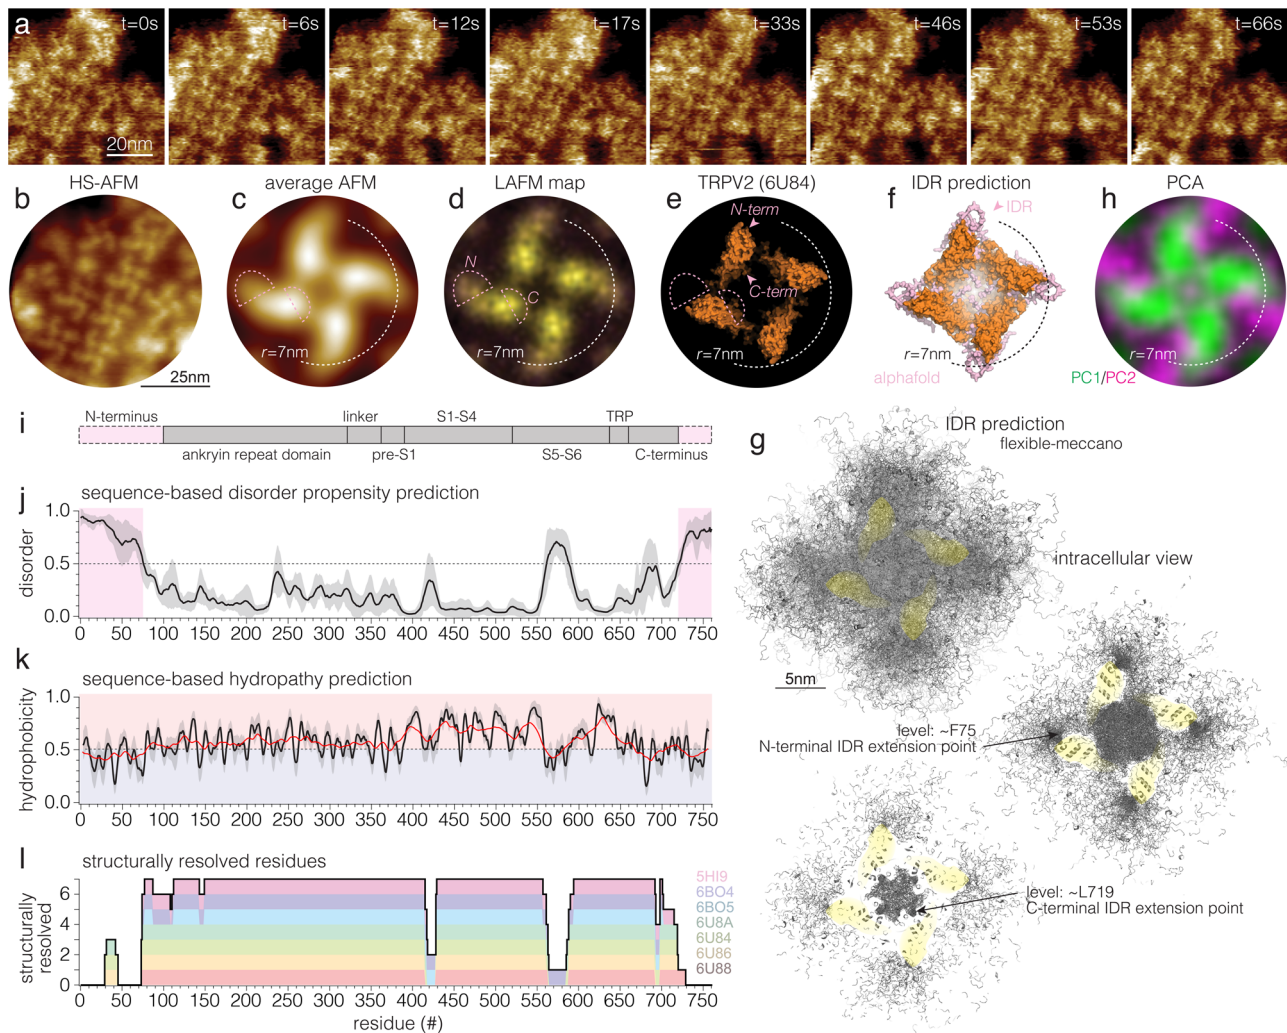 a
t=0s
t=6s
t=12s
t=17s
t=33s
t=46s
t=53s
t=66s
20nm
b
HS-AFM
25nm
c
average AFM
r=7nm
d
LAFM map
N
C
r=7nm
e
TRPV2 (6U84)
N-term
C-term
r=7nm
f
IDR prediction
IDR
r=7nm
alphafold
h
PCA
r=7nm
PC1/PC2
i
N-terminus
linker
S1-S4
TRP
ankryin repeat domain
pre-S1
S5-S6
C-terminus
g
IDR prediction
flexible-meccano
intracellular view
5nm
level: ~F75
N-terminal IDR extension point
level: ~L719
C-terminal IDR extension point
j
sequence-based disorder propensity prediction
disorder
1.0
0.5
0.0
0 50 100 150 200 250 300 350 400 450 500 550 600 650 700 750
k
sequence-based hydropathy prediction
hydrophobicity
1.0
0.5
0.0
0 50 100 150 200 250 300 350 400 450 500 550 600 650 700 750
l
structurally resolved residues
structurally
resolved
6
4
2
0
5HI9
6BO4
6BO5
6U8A
6U84
6U86
6U88
0 50 100 150 200 250 300 350 400 450 500 550 600 650 700 750
residue (#)